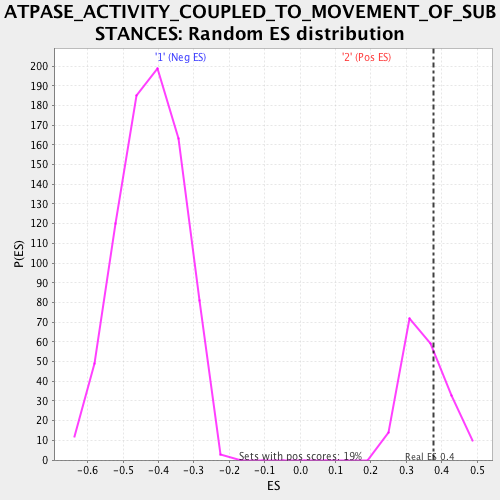 ATPASE_ACTIVITY_COUPLED_TO_MOVEMENT_OF_SUB
STANCES: Random ES distribution
'1' (Neg ES)
'2' (Pos ES)
200
190
180
170
160
150
140
130
120
110
100
90
80
70
60
50
40
30
20
10
0
P(ES)
Sets with pos scores: 19%
Real ES 0.4
-0.6 -0.5 -0.4 -0.3 -0.2 -0.1 0.0 0.1 0.2 0.3 0.4 0.5
ES